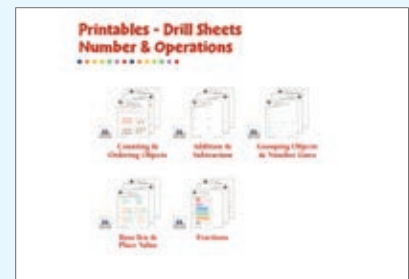 Printables - Drill Sheets
Number & Operations
Counting &
Ordering Objects
Addition &
Subtraction
Grouping Objects
& Number Lines
Base Ten &
Place Value
Fractions